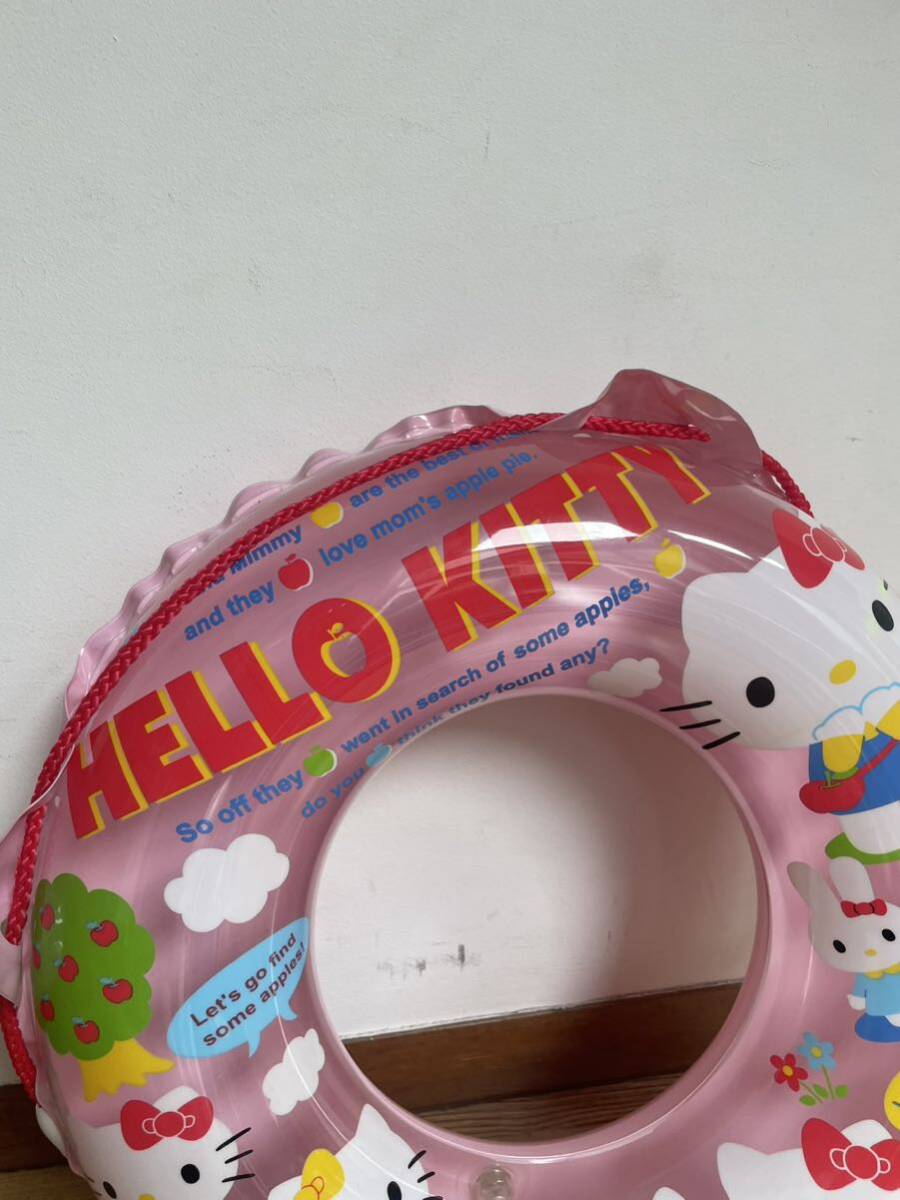 Mimmy are the best of
and they love mom's apple pie.
HELLO KITTY
So off they went in search of some apples,
do you think they found any?
Let's go find
some apples!